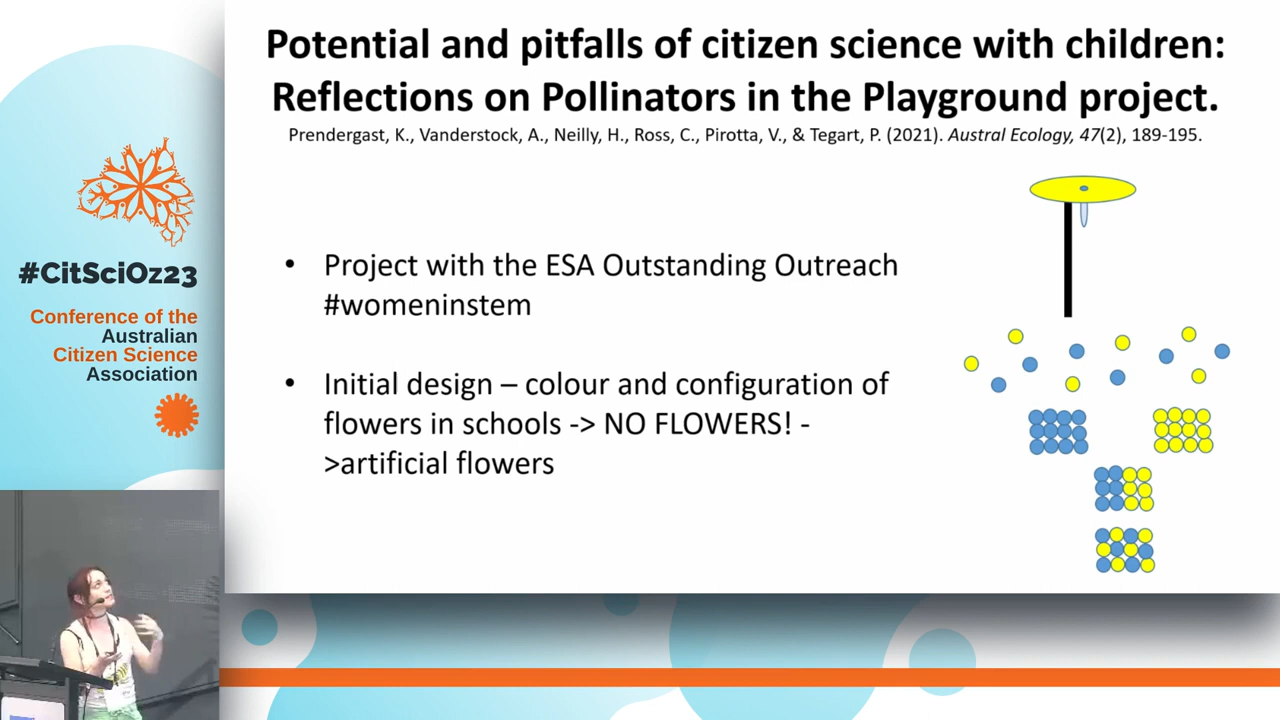 Potential and pitfalls of citizen science with children:
Reflections on Pollinators in the Playground project.
Prendergast, K., Vanderstock, A., Neilly, H., Ross, C., Pirotta, V., & Tegart, P. (2021). Austral Ecology, 47(2), 189-195.
#CitSciOz23
Conference of the
Australian
Citizen Science
Association
• Project with the ESA Outstanding Outreach
#womeninstem
• Initial design – colour and configuration of
flowers in schools -> NO FLOWERS! -
>artificial flowers